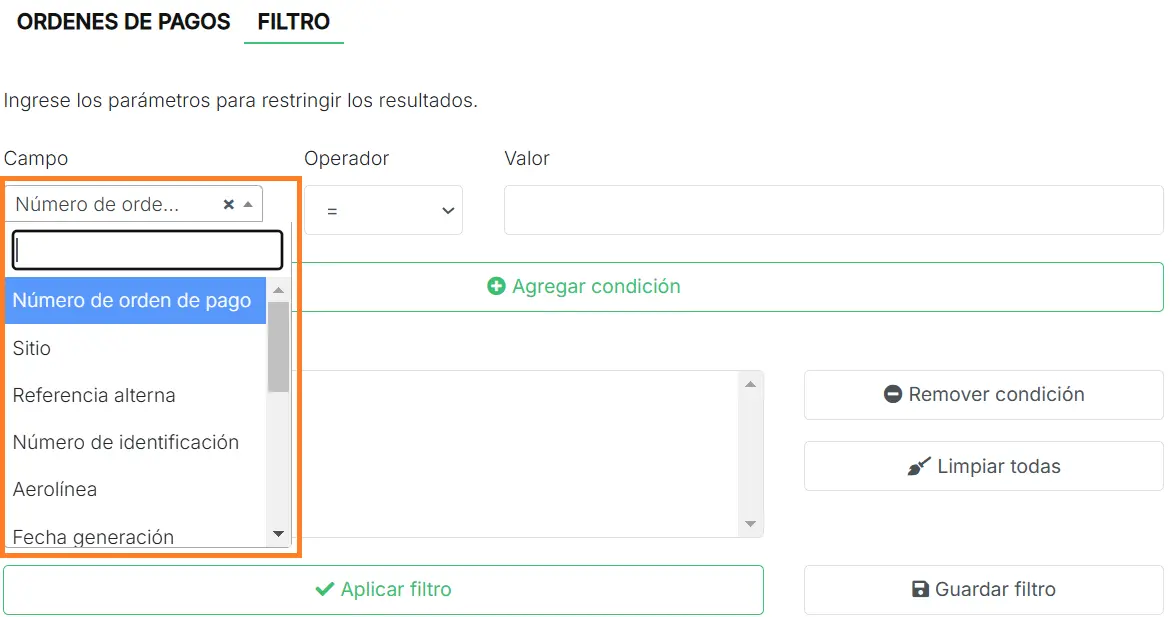 ORDENES DE PAGOS FILTRO
Ingrese los parámetros para restringir los resultados.
Campo Operador Valor
Número de orde... =
Número de orden de pago
Sitio
Referencia alterna
Número de identificación
Aerolínea
Fecha generación
Agregar condición
Remover condición
Limpiar todas
Aplicar filtro
Guardar filtro